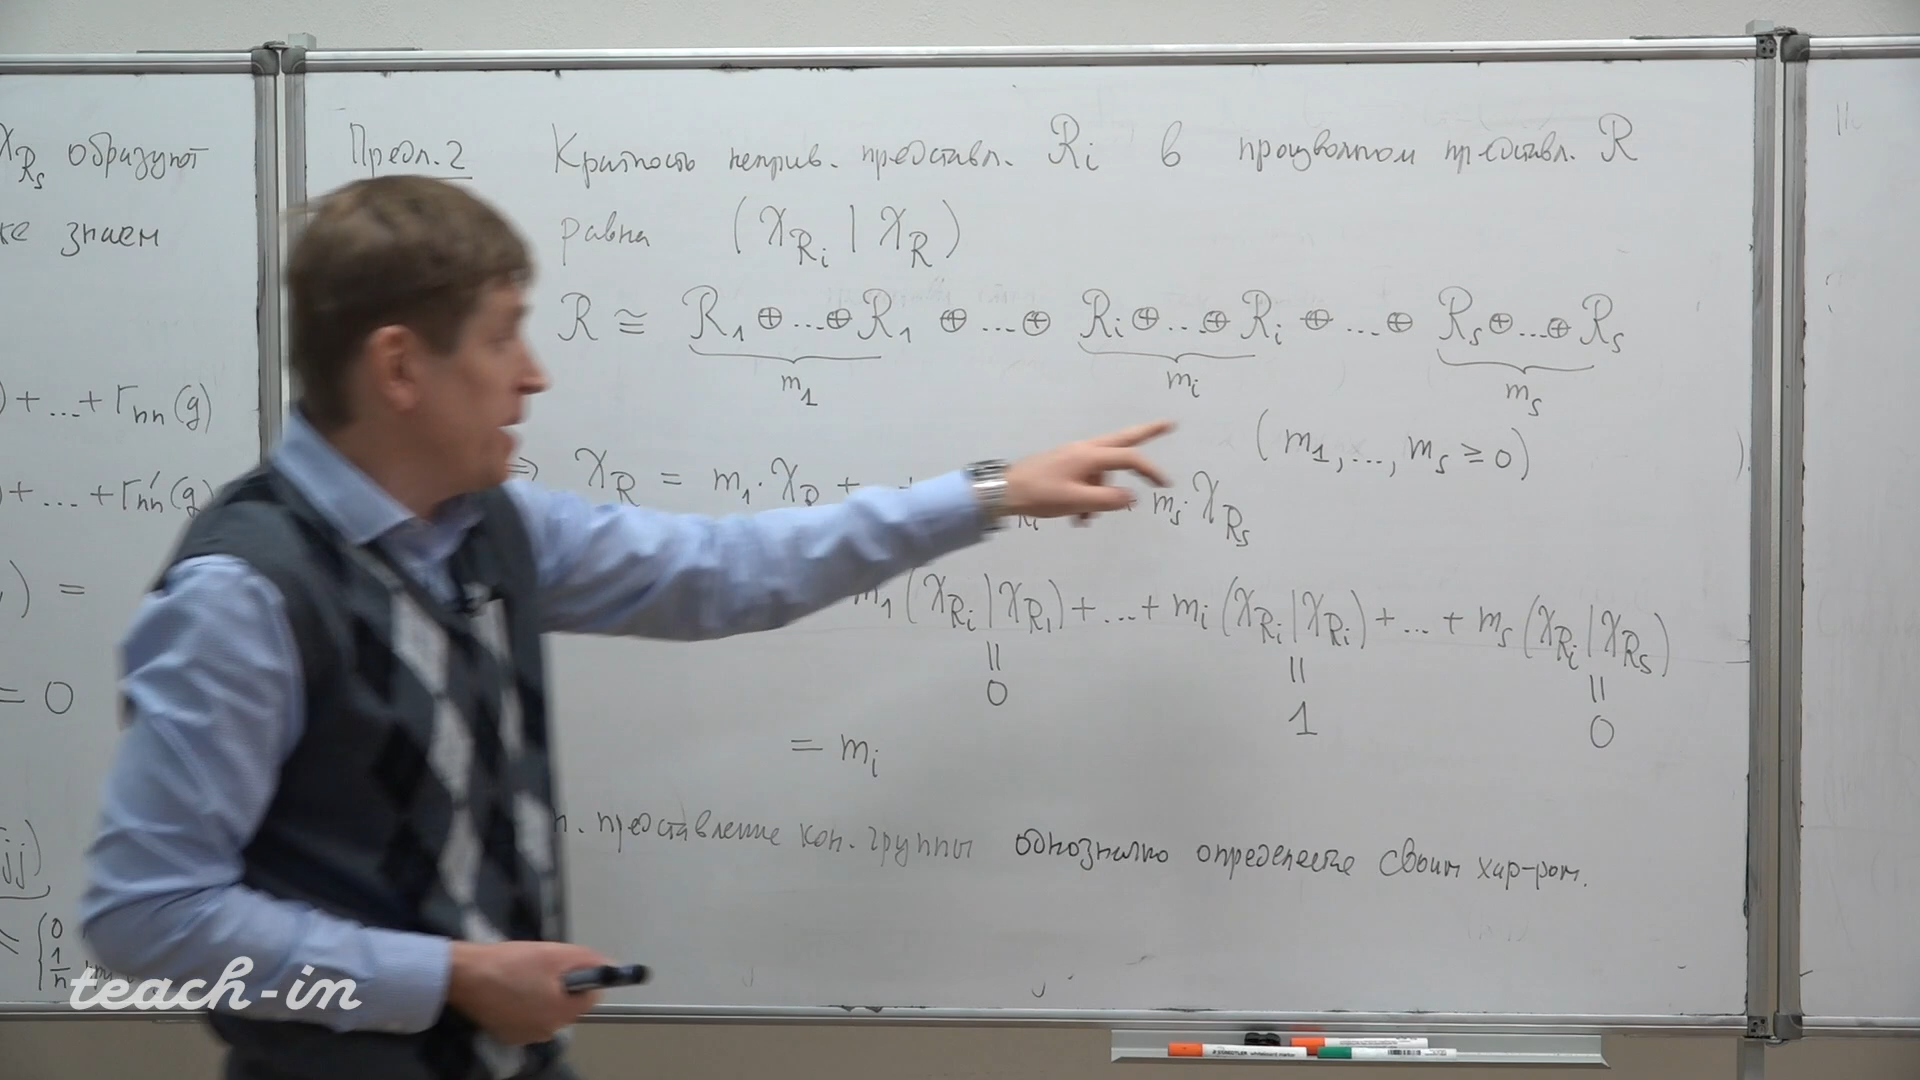 χ_{R_s} образуют
же знаем
) + ... + r_{nn}(g)
) + ... + r'_{n'n'}(g)
) =
= 0
jj)
{ 0
1/n
Предл. 2 Кратность неприв. представл. R_i в произвольном представл. R
равна (χ_{R_i} | χ_R)
R ≅ R_1 ⊕ ... ⊕ R_1 ⊕ ... ⊕ R_i ⊕ ... ⊕ R_i ⊕ ... ⊕ R_s ⊕ ... ⊕ R_s
m_1 m_i m_s
(m_1, ..., m_s ≥ 0)
⇒ χ_R = m_1 · χ_R + m_s · χ_{R_s}
m_1 (χ_{R_i} | χ_{R_1}) + ... + m_i (χ_{R_i} | χ_{R_i}) + ... + m_s (χ_{R_i} | χ_{R_s})
|| || ||
0 1 0
= m_i
п. представление кон. группы однозначно определяется своим хар-ром.
teach-in